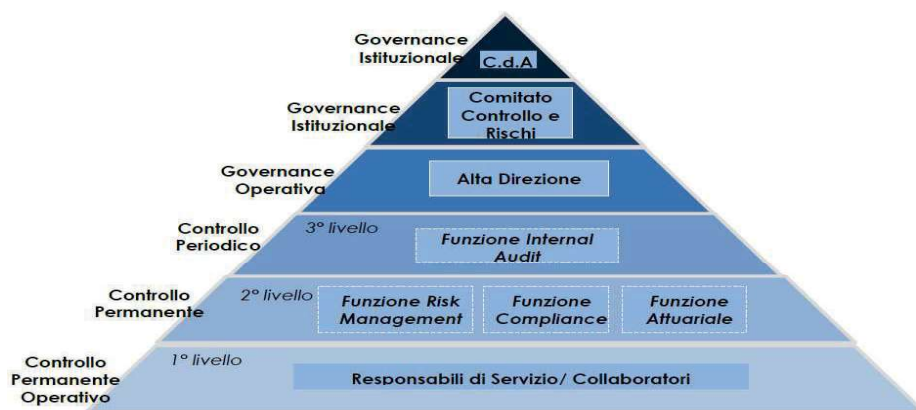 Governance
Istituzionale
C.d.A
Governance
Istituzionale
Comitato
Controllo e
Rischi
Governance
Operativa
Alta Direzione
Controllo
Periodico
3° livello
Funzione Internal
Audit
Controllo
Permanente
2° livello
Funzione Risk
Management
Funzione
Compliance
Funzione
Attuariale
Controllo
Permanente
Operativo
1° livello
Responsabili di Servizio/ Collaboratori